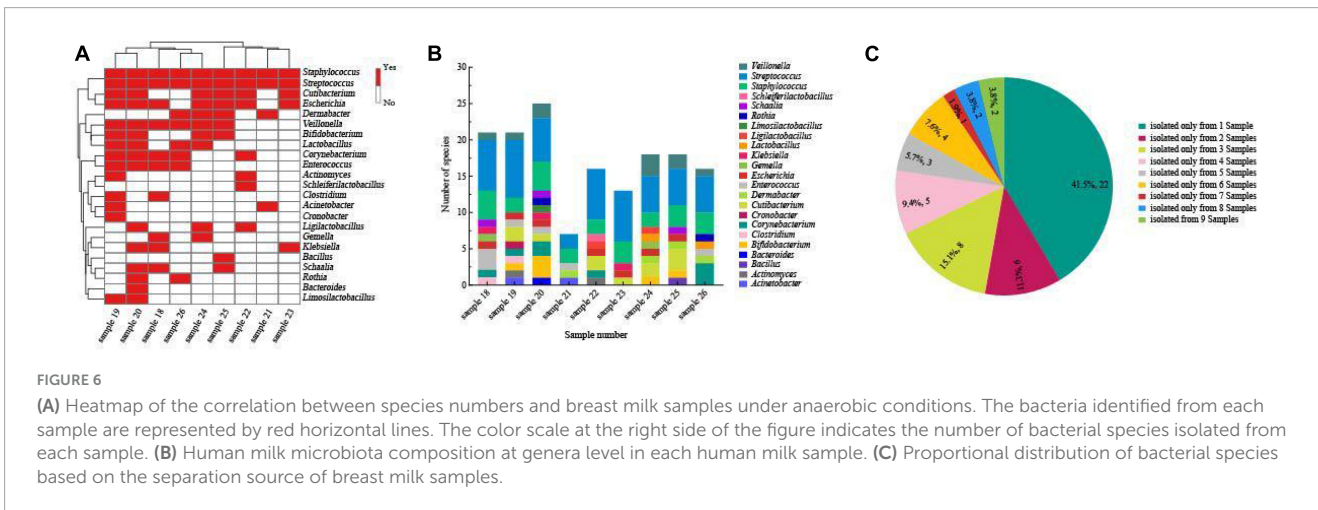 A
Yes
No
Staphylococcus
Streptococcus
Cutibacterium
Escherichia
Dermabacter
Veillonella
Bifidobacterium
Lactobacillus
Corynebacterium
Enterococcus
Actinomyces
Schleiferilactobacillus
Clostridium
Acinetobacter
Cronobacter
Ligilactobacillus
Gemella
Klebsiella
Bacillus
Schaalia
Rothia
Bacteroides
Limosilactobacillus
sample 19
sample 20
sample 18
sample 26
sample 24
sample 25
sample 22
sample 21
sample 23
B
Number of species
30
25
20
15
10
5
0
sample 18
sample 19
sample 20
sample 21
sample 22
sample 23
sample 24
sample 25
sample 26
Sample number
Veillonella
Streptococcus
Staphylococcus
Schleiferilactobacillus
Schaalia
Rothia
Limosilactobacillus
Ligilactobacillus
Lactobacillus
Klebsiella
Gemella
Escherichia
Enterococcus
Dermabacter
Cutibacterium
Cronobacter
Corynebacterium
Clostridium
Bifidobacterium
Bacteroides
Bacillus
Actinomyces
Acinetobacter
C
41.5%, 22
11.3%, 6
15.1%, 8
9.4%, 5
5.7%, 3
7.6%, 4
1.9%, 1
3.8%, 2
3.8%, 2
isolated only from 1 Sample
isolated only from 2 Samples
isolated only from 3 Samples
isolated only from 4 Samples
isolated only from 5 Samples
isolated only from 6 Samples
isolated only from 7 Samples
isolated only from 8 Samples
isolated from 9 Samples
FIGURE 6
(A) Heatmap of the correlation between species numbers and breast milk samples under anaerobic conditions. The bacteria identified from each
sample are represented by red horizontal lines. The color scale at the right side of the figure indicates the number of bacterial species isolated from
each sample. (B) Human milk microbiota composition at genera level in each human milk sample. (C) Proportional distribution of bacterial species
based on the separation source of breast milk samples.